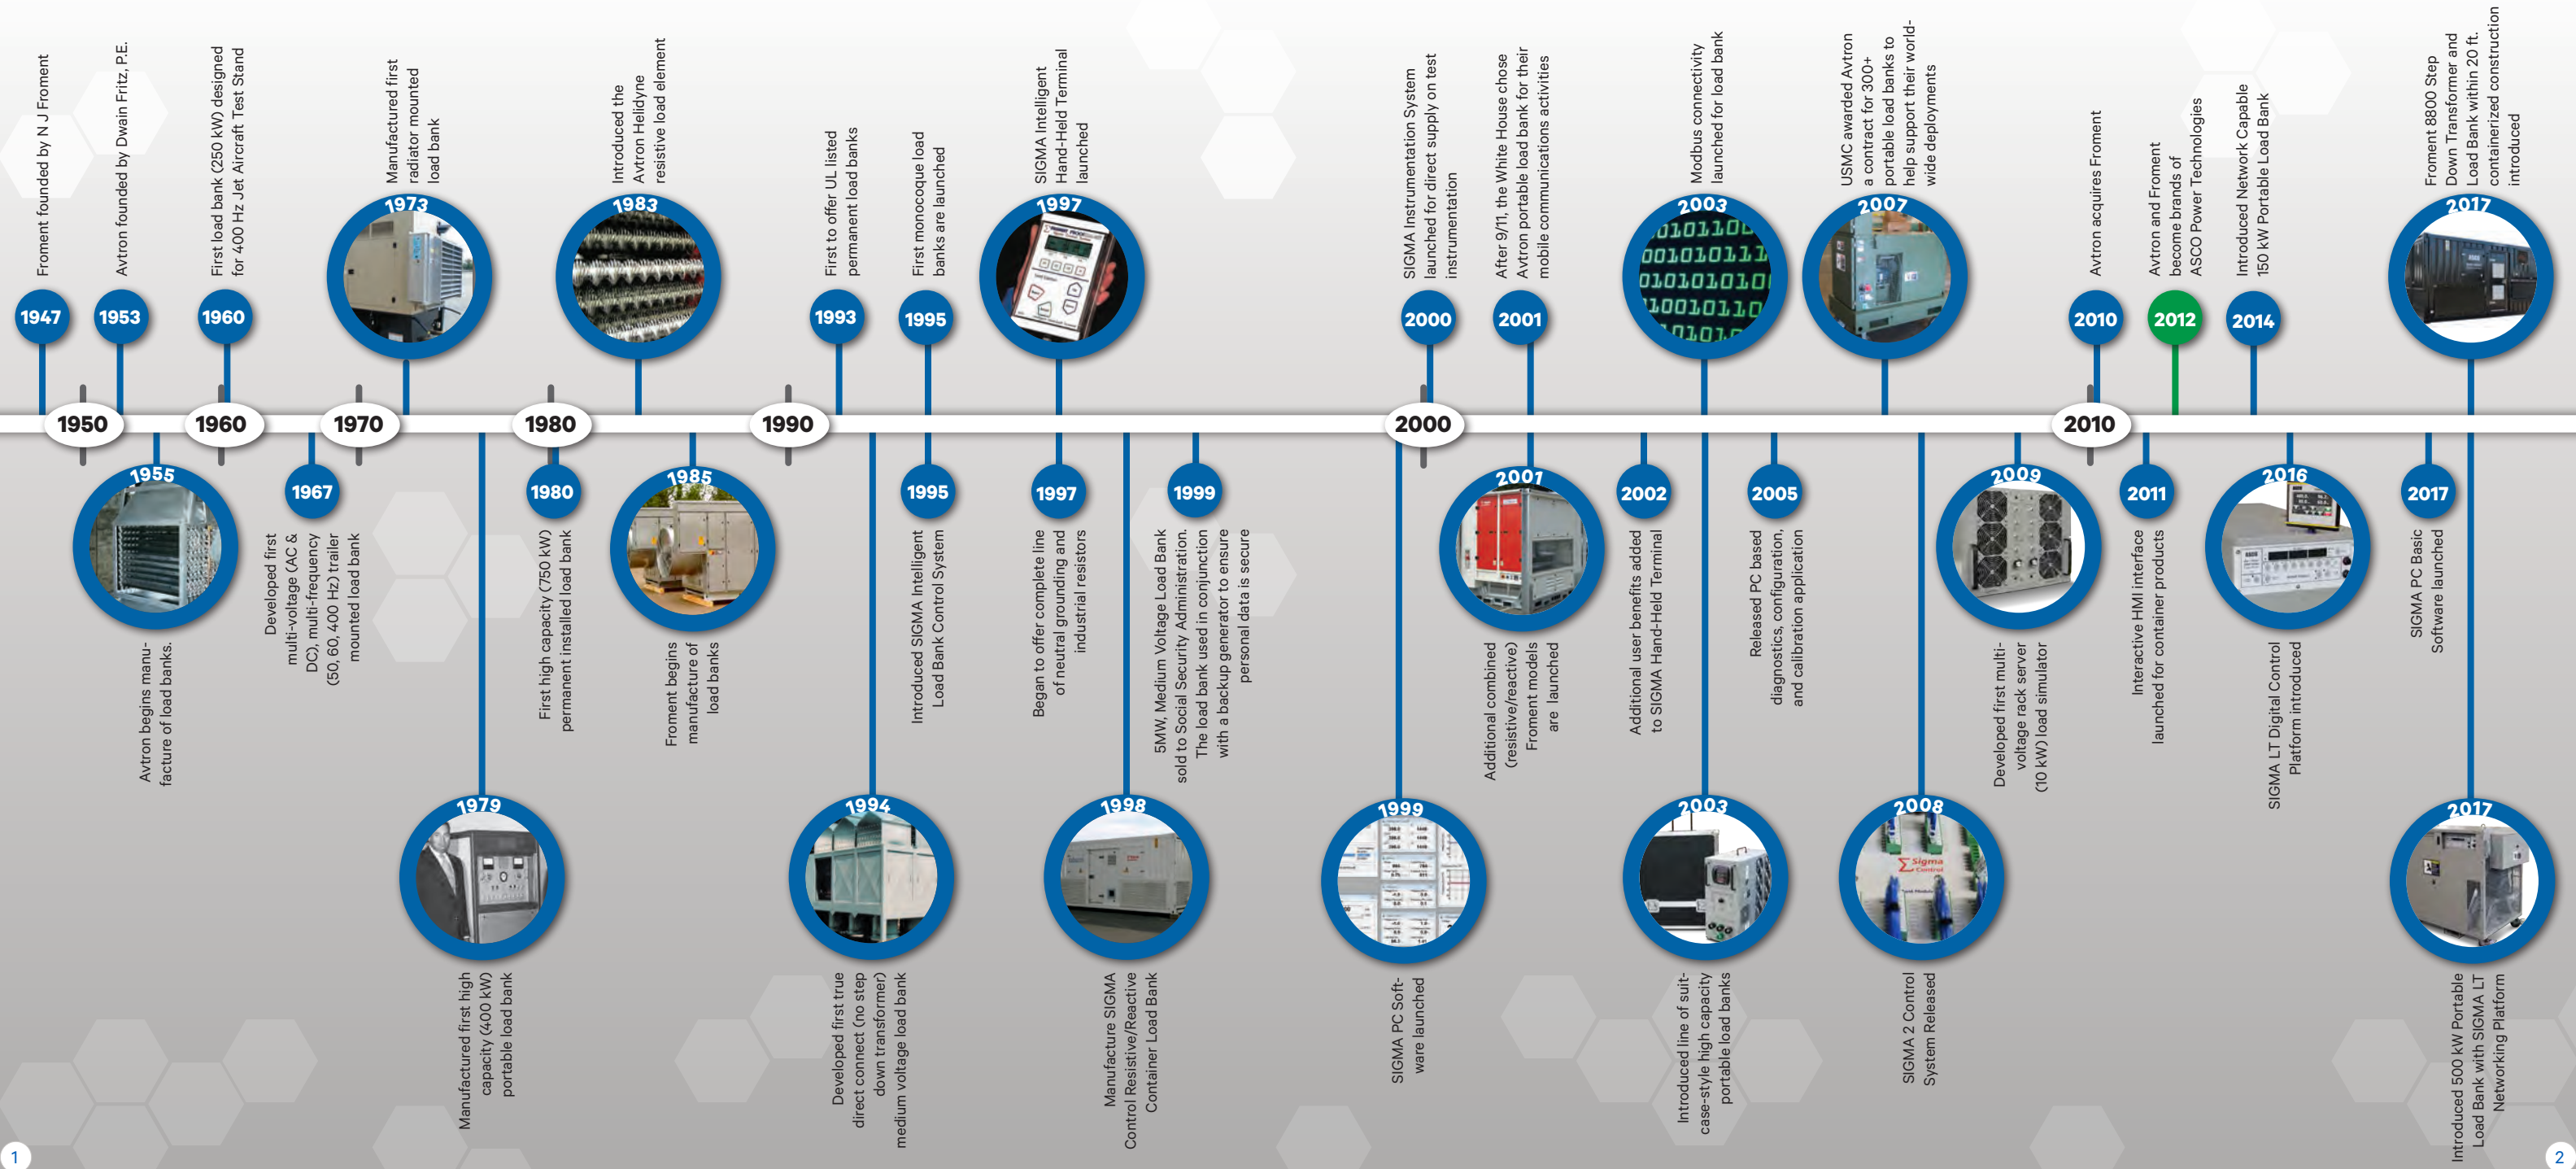 Froment founded by N J Froment
1947
Avtron founded by Dwain Fritz, P.E.
1953
First load bank (250 kW) designed
for 400 Hz Jet Aircraft Test Stand
1960
Manufactured first
radiator mounted
load bank
1973
Introduced the
Avtron Helidyne
resistive load element
1983
First to offer UL listed
permanent load banks
1993
First monocoque load
banks are launched
1995
SIGMA Intelligent
Hand-Held Terminal
launched
1997
SIGMA Instrumentation System
launched for direct supply on test
instrumentation
2000
After 9/11, the White House chose
Avtron portable load bank for their
mobile communications activities
2001
Modbus connectivity
launched for load bank
2003
USMC awarded Avtron
a contract for 300+
portable load banks to
help support their world-
wide deployments
2007
Avtron acquires Froment
2010
Avtron and Froment
become brands of
ASCO Power Technologies
2012
Introduced Network Capable
150 kW Portable Load Bank
2014
Froment 8800 Step
Down Transformer and
Load Bank within 20 ft.
containerized construction
introduced
2017
1950
1960
1970
1980
1990
2000
2010
1955
Avtron begins manu-
facture of load banks.
1967
Developed first
multi-voltage (AC &
DC), multi-frequency
(50, 60, 400 Hz) trailer
mounted load bank
1979
Manufactured first high
capacity (400 kW)
portable load bank
1980
First high capacity (750 kW)
permanent installed load bank
1985
Froment begins
manufacture of
load banks
1994
Developed first true
direct connect (no step
down transformer)
medium voltage load bank
1995
Introduced SIGMA Intelligent
Load Bank Control System
1997
Began to offer complete line
of neutral grounding and
industrial resistors
1998
Manufacture SIGMA
Control Resistive/Reactive
Container Load Bank
1999
5MW, Medium Voltage Load Bank
sold to Social Security Administration.
The load bank used in conjunction
with a backup generator to ensure
personal data is secure
1999
SIGMA PC Soft-
ware launched
2001
Additional combined
(resistive/reactive)
Froment models
are launched
2002
Additional user benefits added
to SIGMA Hand-Held Terminal
2003
Introduced line of suit-
case-style high capacity
portable load banks
2005
Released PC based
diagnostics, configuration,
and calibration application
2008
Sigma
Control
SIGMA 2 Control
System Released
2009
Developed first multi-
voltage rack server
(10 kW) load simulator
2011
Interactive HMI interface
launched for container products
2016
SIGMA LT Digital Control
Platform introduced
2017
SIGMA PC Basic
Software launched
2017
Introduced 500 kW Portable
Load Bank with SIGMA LT
Networking Platform
1
2